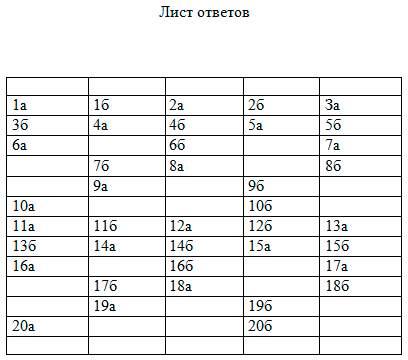 Лист ответов
1а 1б 2а 2б 3а
3б 4а 4б 5а 5б
6а 6б 7а
7б 8а 8б
9а 9б
10а 10б
11а 11б 12а 12б 13а
13б 14а 14б 15а 15б
16а 16б 17а
17б 18а 18б
19а 19б
20а 20б